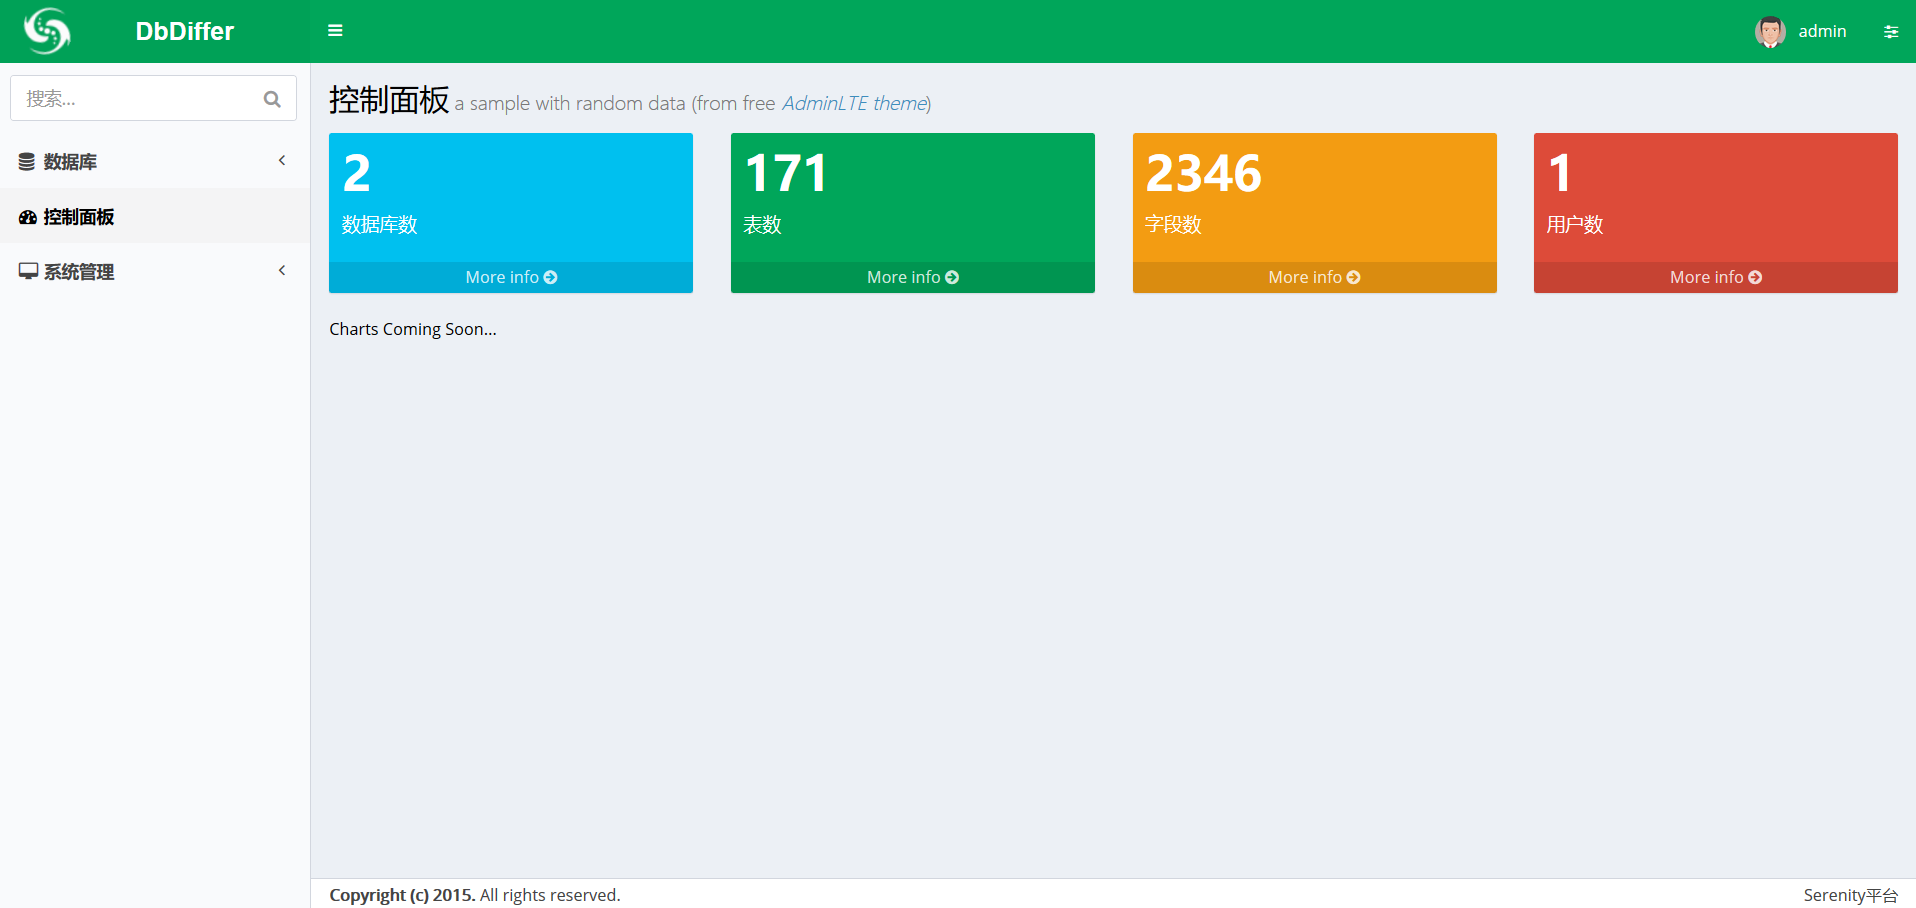 DbDiffer
admin
搜索...
数据库
控制面板
系统管理
控制面板 a sample with random data (from free AdminLTE theme)
2
数据库数
More info
171
表数
More info
2346
字段数
More info
1
用户数
More info
Charts Coming Soon...
Copyright (c) 2015. All rights reserved.
Serenity平台